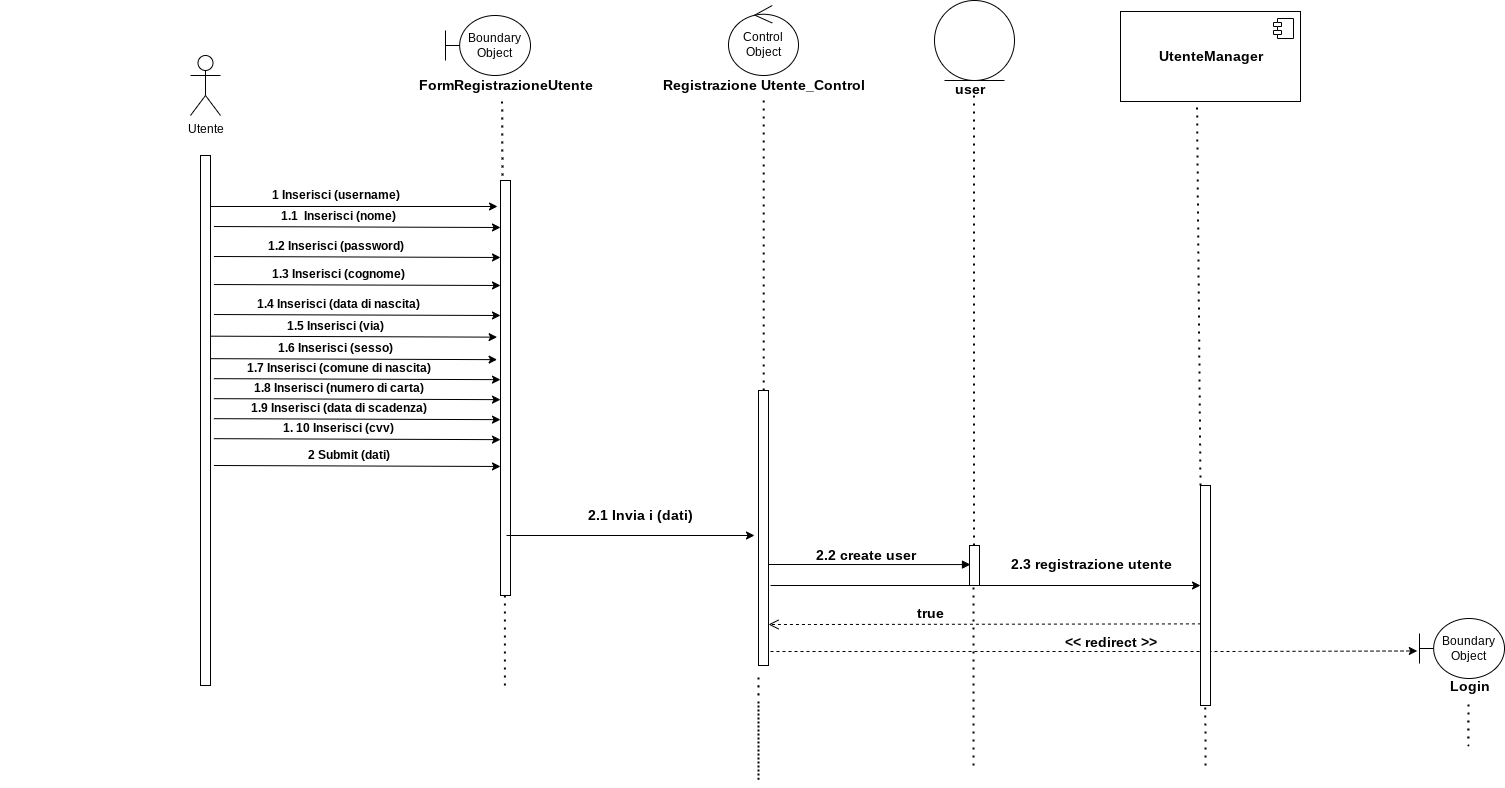 Boundary
Object
FormRegistrazioneUtente
Control
Object
Registrazione Utente_Control
user
UtenteManager
Utente
1 Inserisci (username)
1.1 Inserisci (nome)
1.2 Inserisci (password)
1.3 Inserisci (cognome)
1.4 Inserisci (data di nascita)
1.5 Inserisci (via)
1.6 Inserisci (sesso)
1.7 Inserisci (comune di nascita)
1.8 Inserisci (numero di carta)
1.9 Inserisci (data di scadenza)
1. 10 Inserisci (cvv)
2 Submit (dati)
2.1 Invia i (dati)
2.2 create user
2.3 registrazione utente
true
<< redirect >>
Boundary
Object
Login